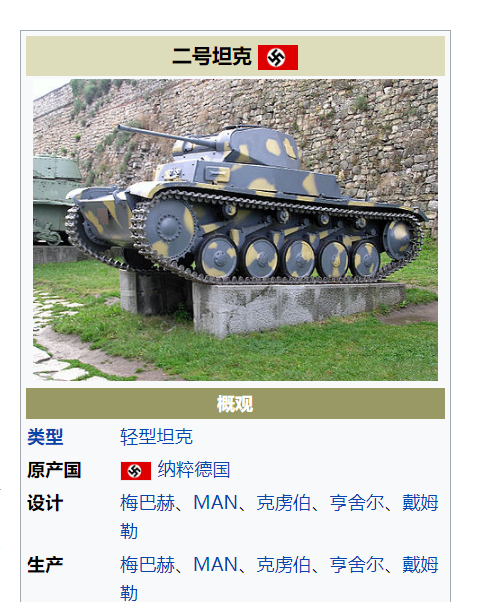 二号坦克
概观
类型 轻型坦克
原产国 纳粹德国
设计 梅巴赫、MAN、克虏伯、亨舍尔、戴姆
勒
生产 梅巴赫、MAN、克虏伯、亨舍尔、戴姆
勒